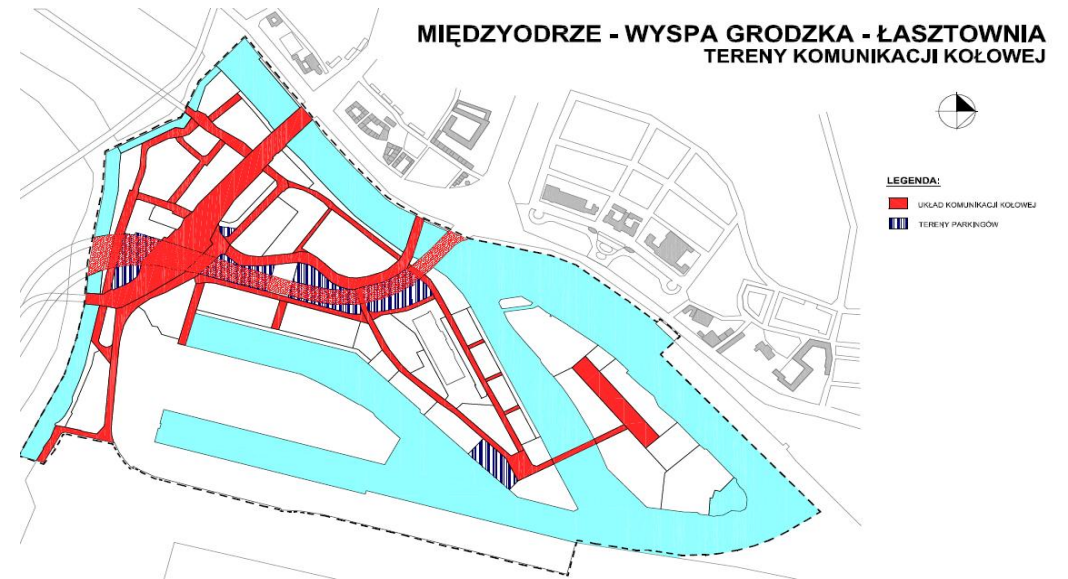 MIĘDZYODRZE - WYSPA GRODZKA - ŁASZTOWNIA
TERENY KOMUNIKACJI KOŁOWEJ
LEGENDA:
UKŁAD KOMUNIKACJI KOŁOWEJ
TERENY PARKINGÓW